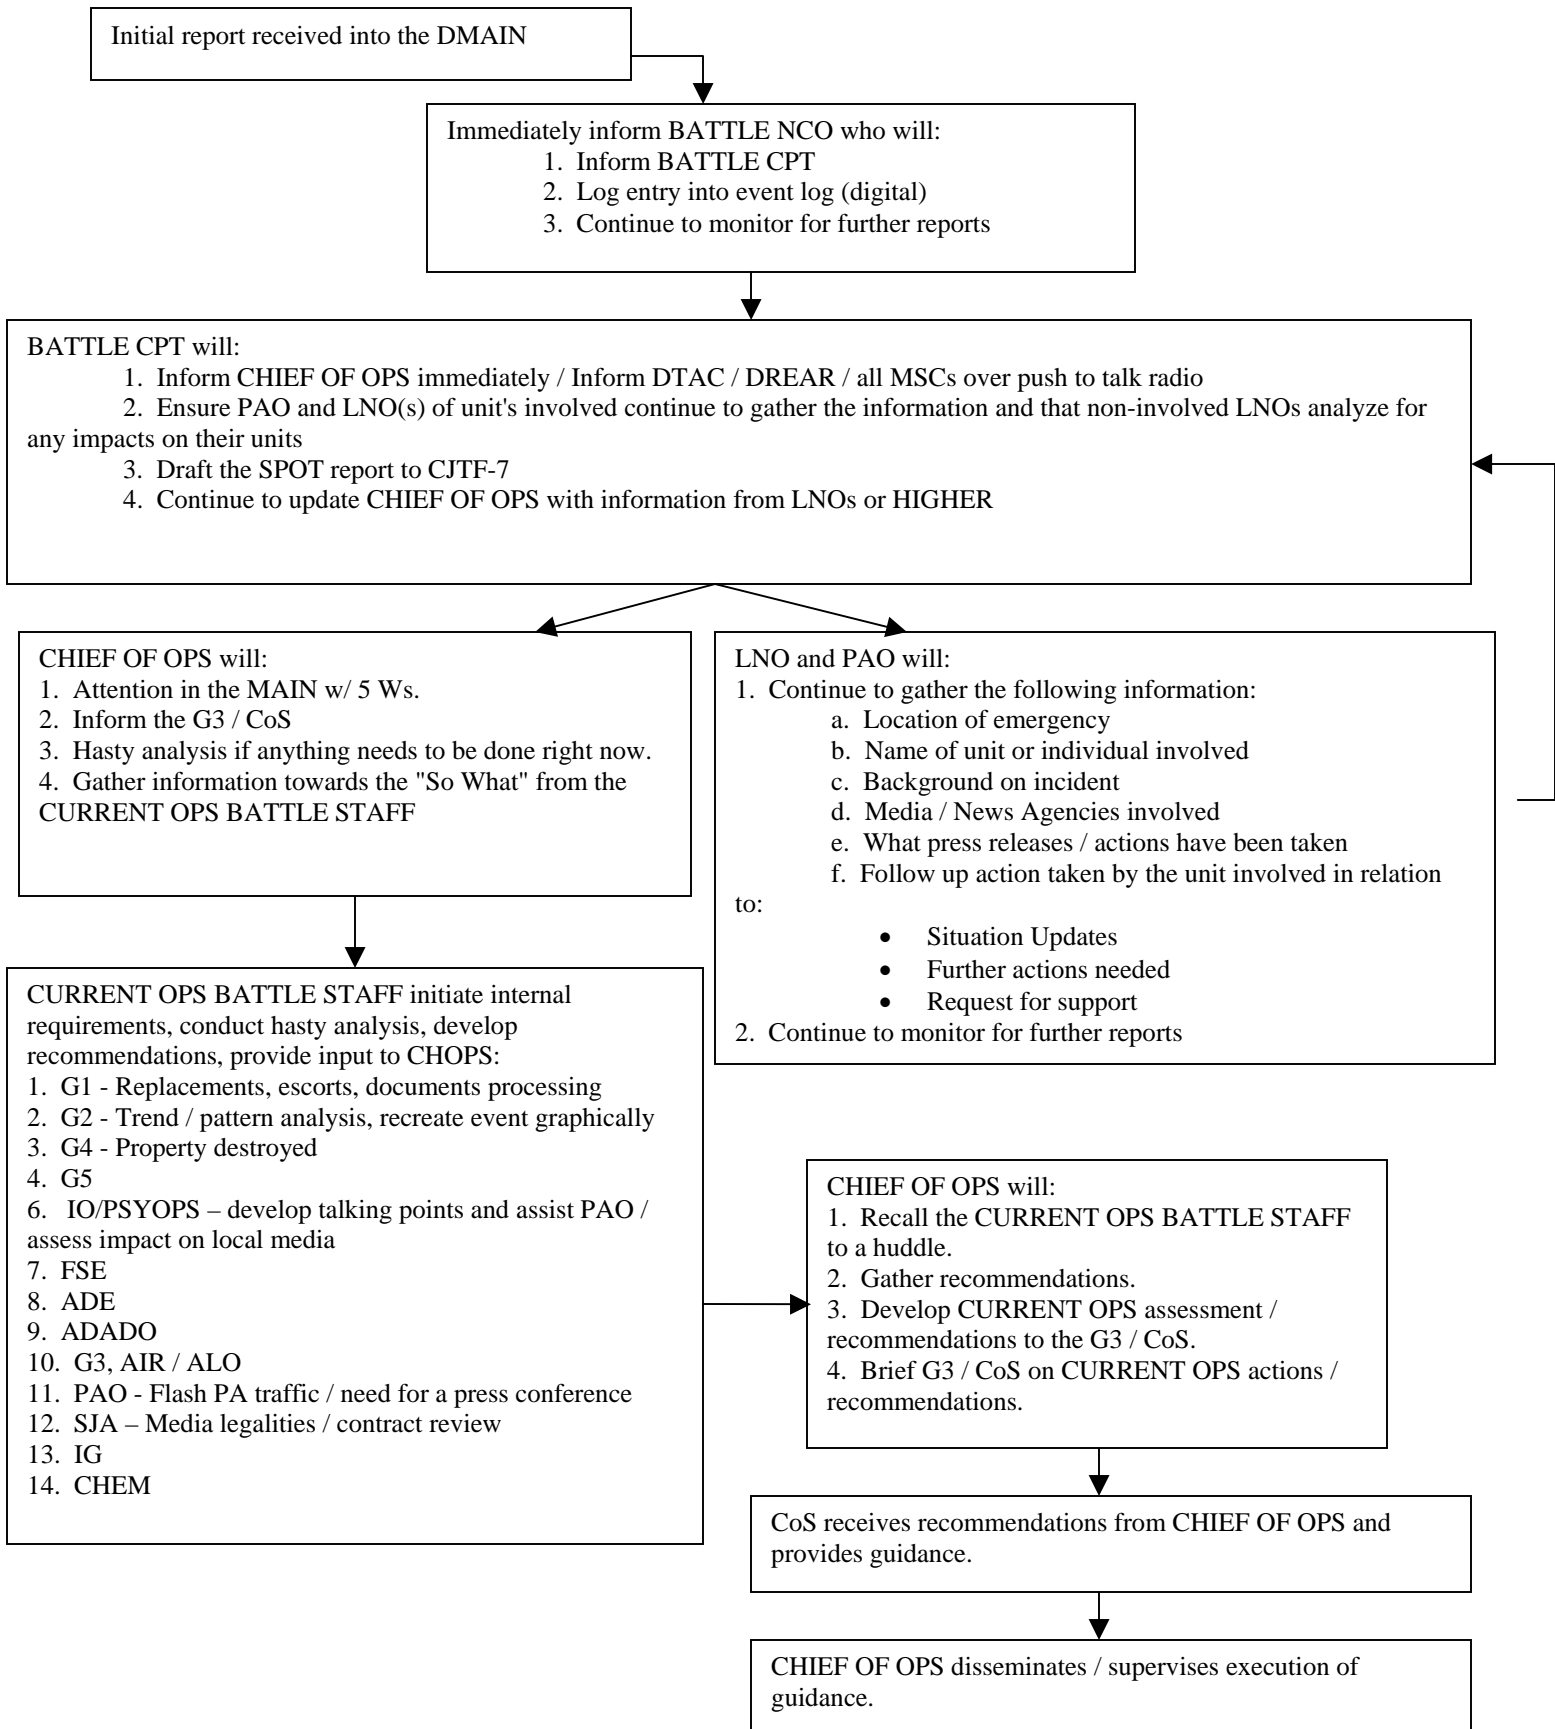 Initial report received into the DMAIN
Immediately inform BATTLE NCO who will:
1. Inform BATTLE CPT
2. Log entry into event log (digital)
3. Continue to monitor for further reports
BATTLE CPT will:
1. Inform CHIEF OF OPS immediately / Inform DTAC / DREAR / all MSCs over push to talk radio
2. Ensure PAO and LNO(s) of unit's involved continue to gather the information and that non-involved LNOs analyze for
any impacts on their units
3. Draft the SPOT report to CJTF-7
4. Continue to update CHIEF OF OPS with information from LNOs or HIGHER
CHIEF OF OPS will:
1. Attention in the MAIN w/ 5 Ws.
2. Inform the G3 / CoS
3. Hasty analysis if anything needs to be done right now.
4. Gather information towards the "So What" from the
CURRENT OPS BATTLE STAFF
LNO and PAO will:
1. Continue to gather the following information:
a. Location of emergency
b. Name of unit or individual involved
c. Background on incident
d. Media / News Agencies involved
e. What press releases / actions have been taken
f. Follow up action taken by the unit involved in relation
to:
• Situation Updates
• Further actions needed
• Request for support
2. Continue to monitor for further reports
CURRENT OPS BATTLE STAFF initiate internal
requirements, conduct hasty analysis, develop
recommendations, provide input to CHOPS:
1. G1 - Replacements, escorts, documents processing
2. G2 - Trend / pattern analysis, recreate event graphically
3. G4 - Property destroyed
4. G5
6. IO/PSYOPS – develop talking points and assist PAO /
assess impact on local media
7. FSE
8. ADE
9. ADADO
10. G3, AIR / ALO
11. PAO - Flash PA traffic / need for a press conference
12. SJA – Media legalities / contract review
13. IG
14. CHEM
CHIEF OF OPS will:
1. Recall the CURRENT OPS BATTLE STAFF
to a huddle.
2. Gather recommendations.
3. Develop CURRENT OPS assessment /
recommendations to the G3 / CoS.
4. Brief G3 / CoS on CURRENT OPS actions /
recommendations.
CoS receives recommendations from CHIEF OF OPS and
provides guidance.
CHIEF OF OPS disseminates / supervises execution of
guidance.